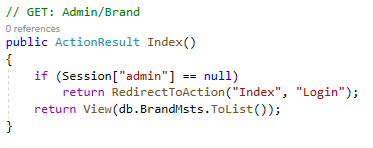 // GET: Admin/Brand
0 references
public ActionResult Index()
{
    if (Session["admin"] == null)
        return RedirectToAction("Index", "Login");
    return View(db.BrandMsts.ToList());
}